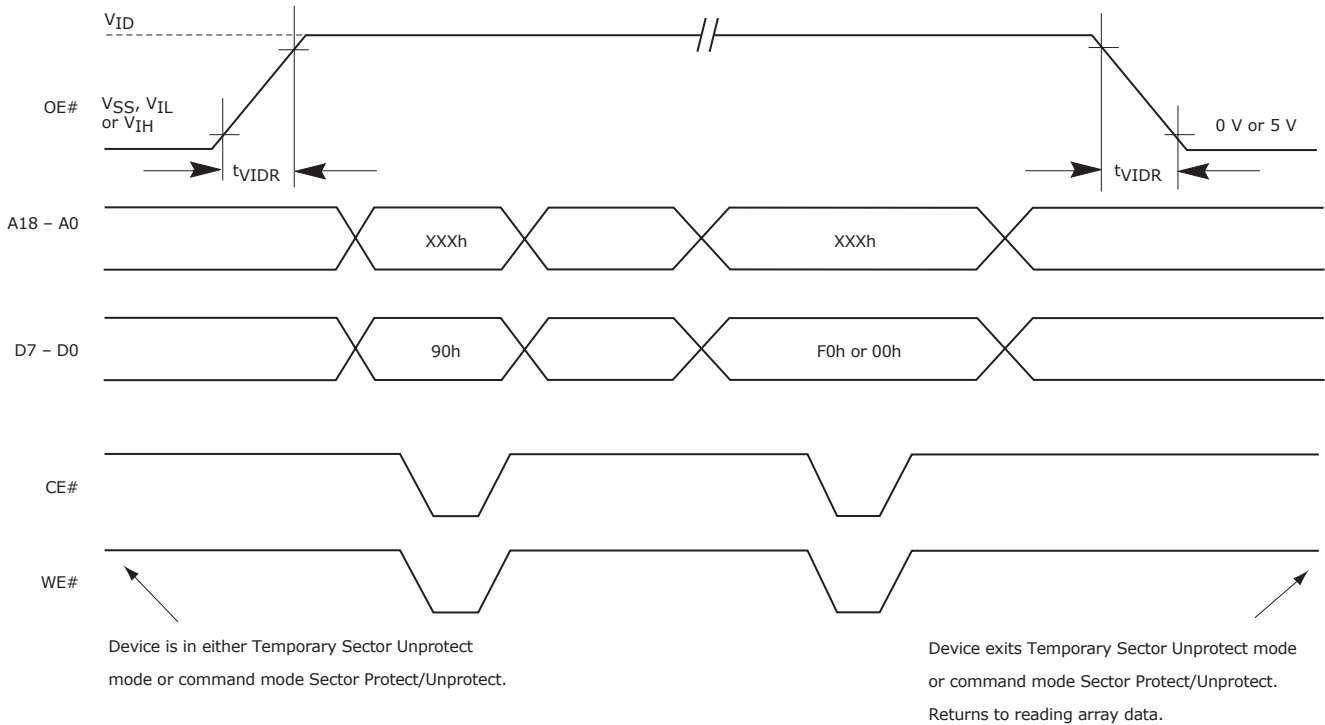 VID
OE#
VSS, VIL
or VIH
0 V or 5 V
tVIDR
tVIDR
A18 – A0
XXXh
XXXh
D7 – D0
90h
F0h or 00h
CE#
WE#
Device is in either Temporary Sector Unprotect
mode or command mode Sector Protect/Unprotect.
Device exits Temporary Sector Unprotect mode
or command mode Sector Protect/Unprotect.
Returns to reading array data.